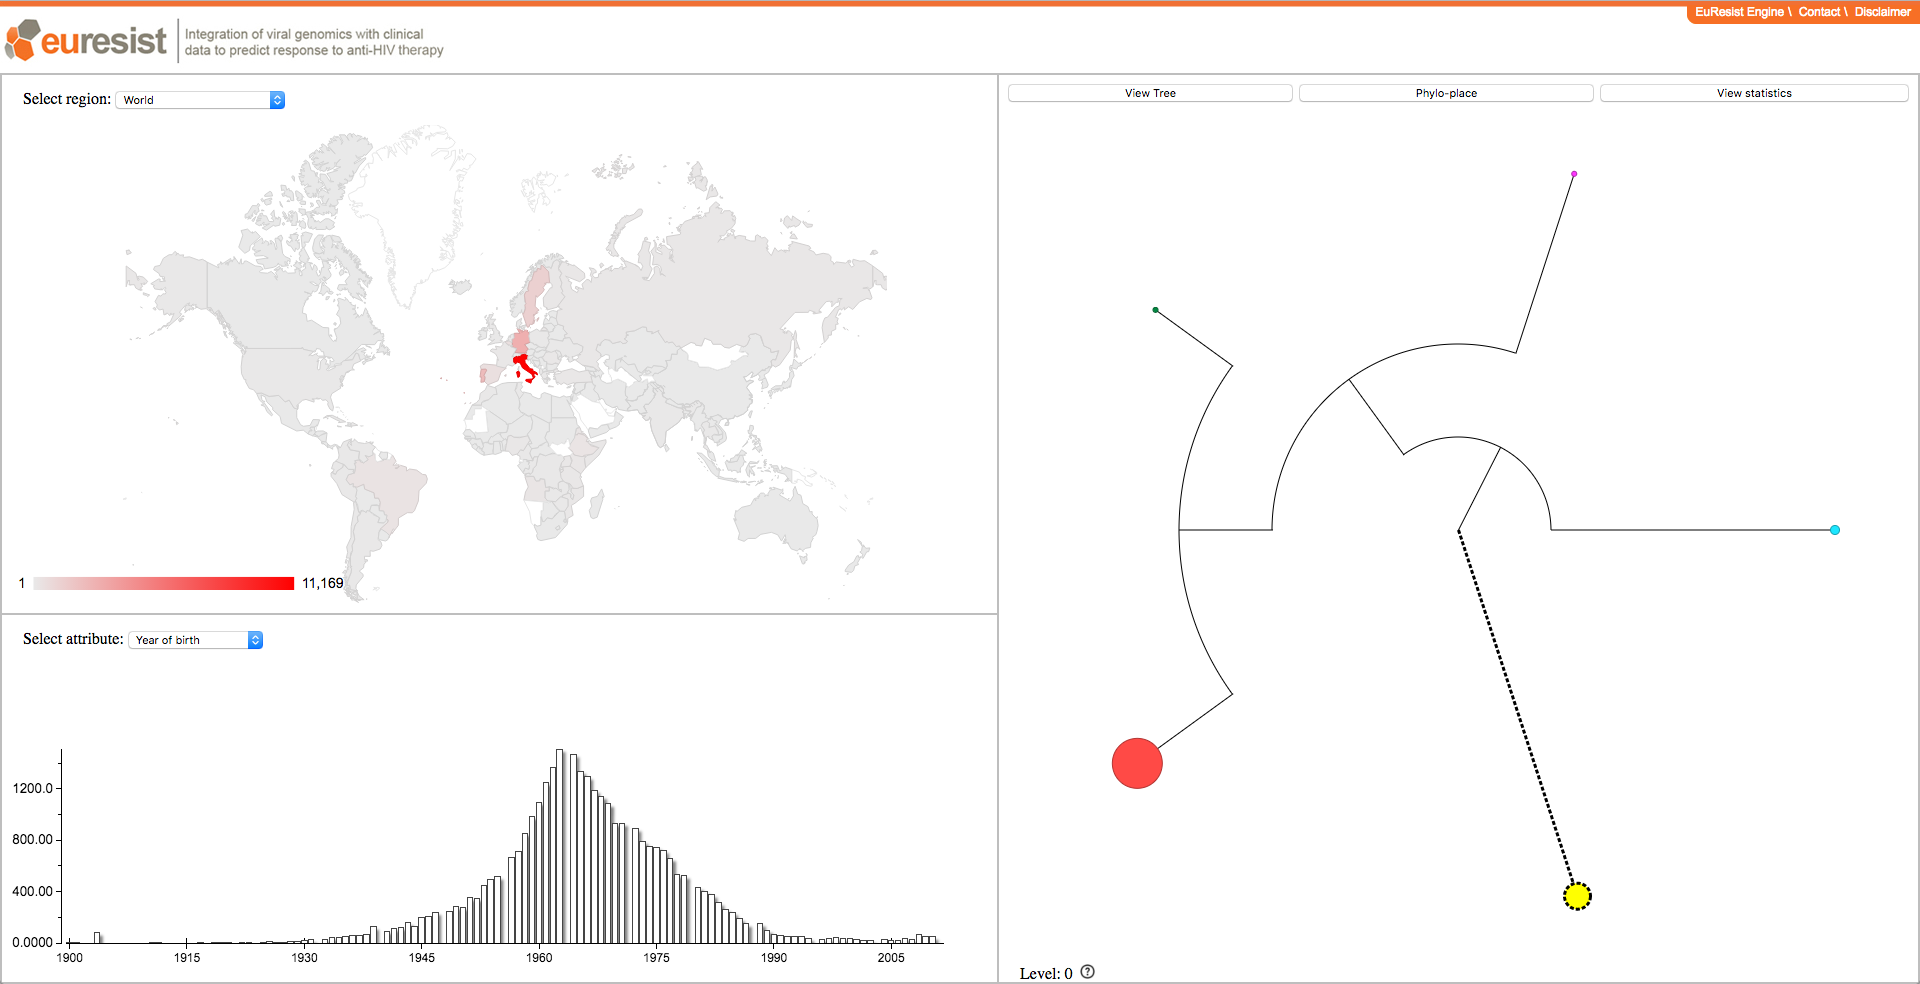 EuResist Engine \ Contact \ Disclaimer
euresist
Integration of viral genomics with clinical
data to predict response to anti-HIV therapy
Select region: World
1 11,169
Select attribute: Year of birth
1200.0
800.00
400.00
0.0000
1900 1915 1930 1945 1960 1975 1990 2005
View Tree Phylo-place View statistics
Level: 0 ?